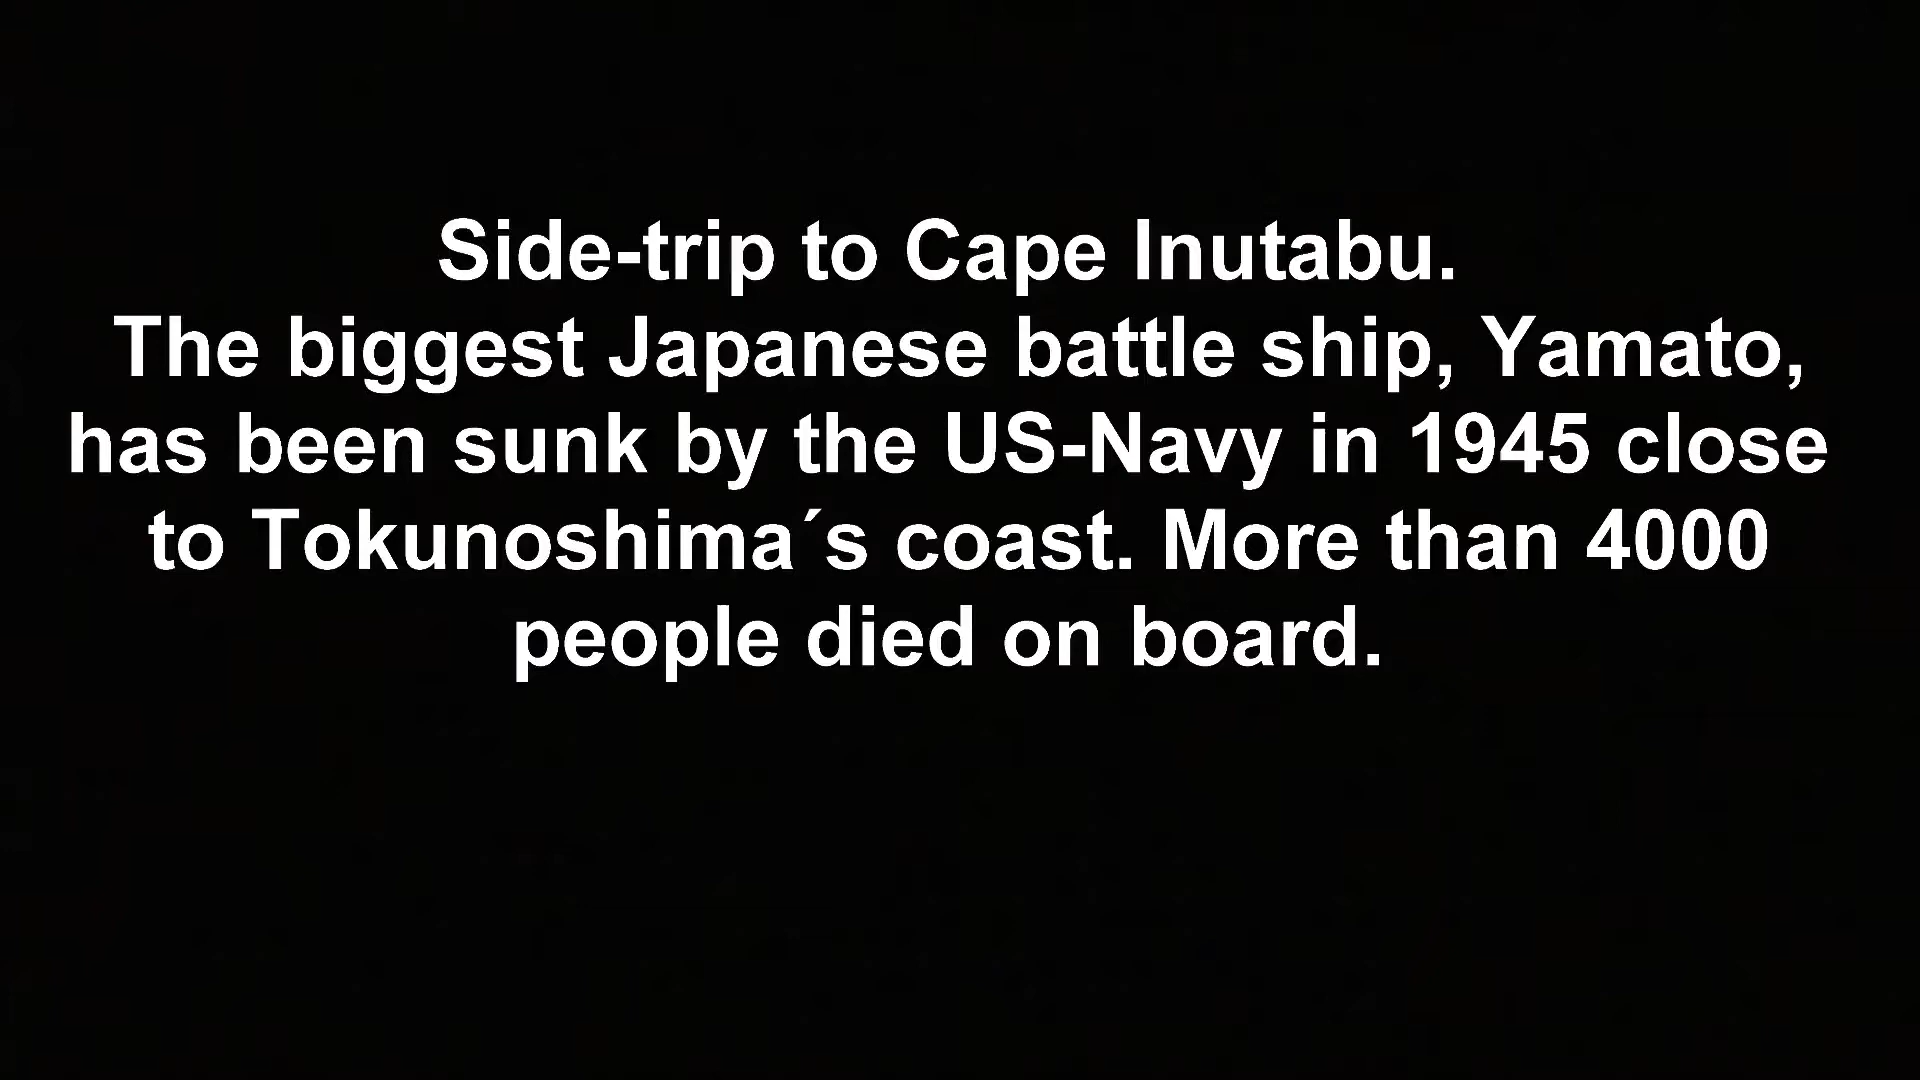 Side-trip to Cape Inutabu.
The biggest Japanese battle ship, Yamato,
has been sunk by the US-Navy in 1945 close
to Tokunoshima´s coast. More than 4000
people died on board.